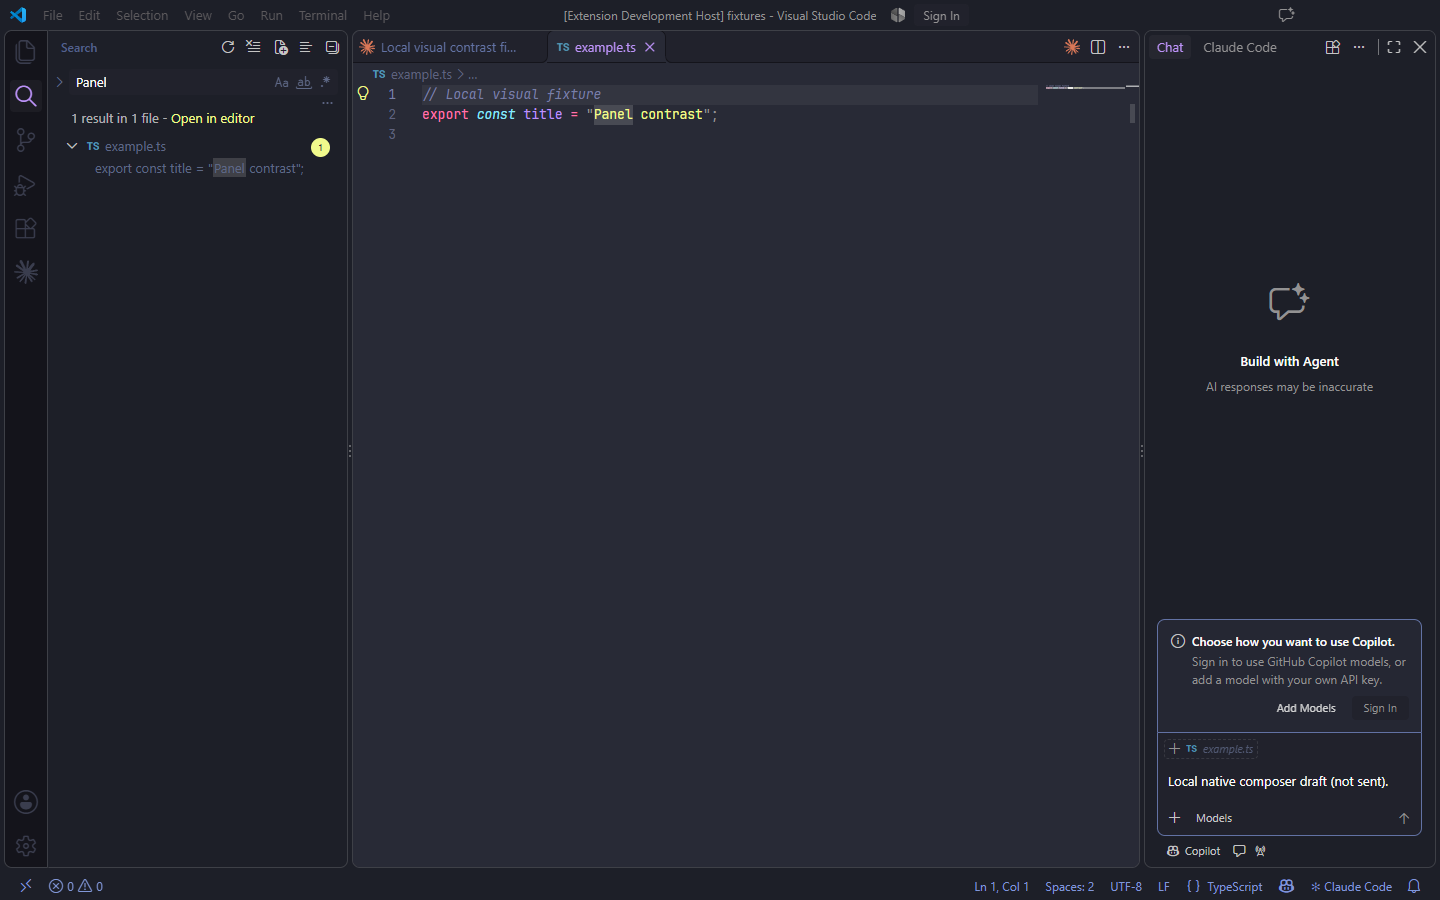 File Edit Selection View Go Run Terminal Help
[Extension Development Host] fixtures - Visual Studio Code
Sign In
Search
Panel
Aa ab .*
1 result in 1 file - Open in editor
TS example.ts 1
export const title = "Panel contrast";
Local visual contrast fi...
TS example.ts
TS example.ts > ...
1 // Local visual fixture
2 export const title = "Panel contrast";
3
Chat Claude Code
Build with Agent
AI responses may be inaccurate
Choose how you want to use Copilot.
Sign in to use GitHub Copilot models, or
add a model with your own API key.
Add Models Sign In
TS example.ts
Local native composer draft (not sent).
Models
Copilot
0 0
Ln 1, Col 1 Spaces: 2 UTF-8 LF { } TypeScript Claude Code